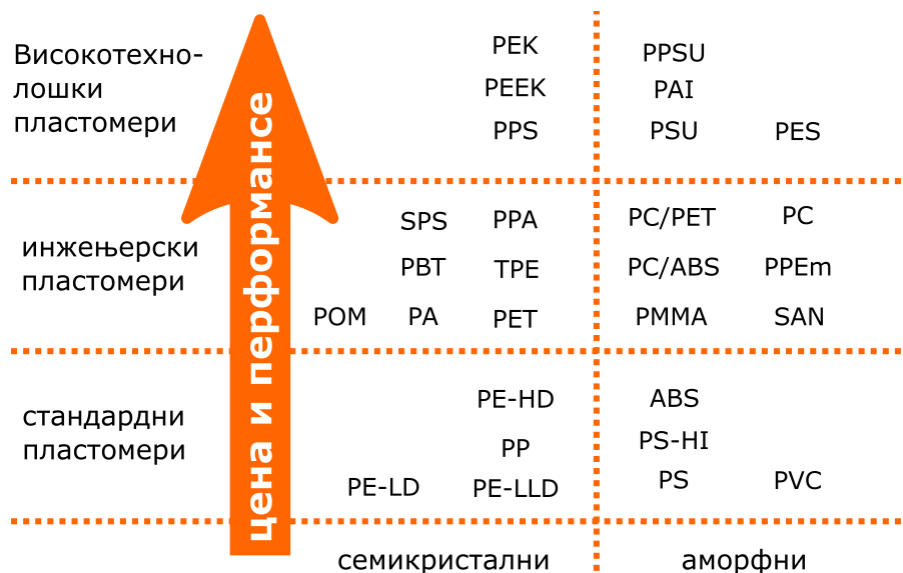 Високотехно-
лошки
пластомери
PEK
PEEK
PPS
PPSU
PAI
PSU
PES
инжењерски
пластомери
SPS
PPA
PBT
TPE
POM
PA
PET
PC/PET
PC
PC/ABS
PPEm
PMMA
SAN
стандардни
пластомери
PE-HD
PP
PE-LD
PE-LLD
ABS
PS-HI
PS
PVC
цена и перформансе
семикристални
аморфни